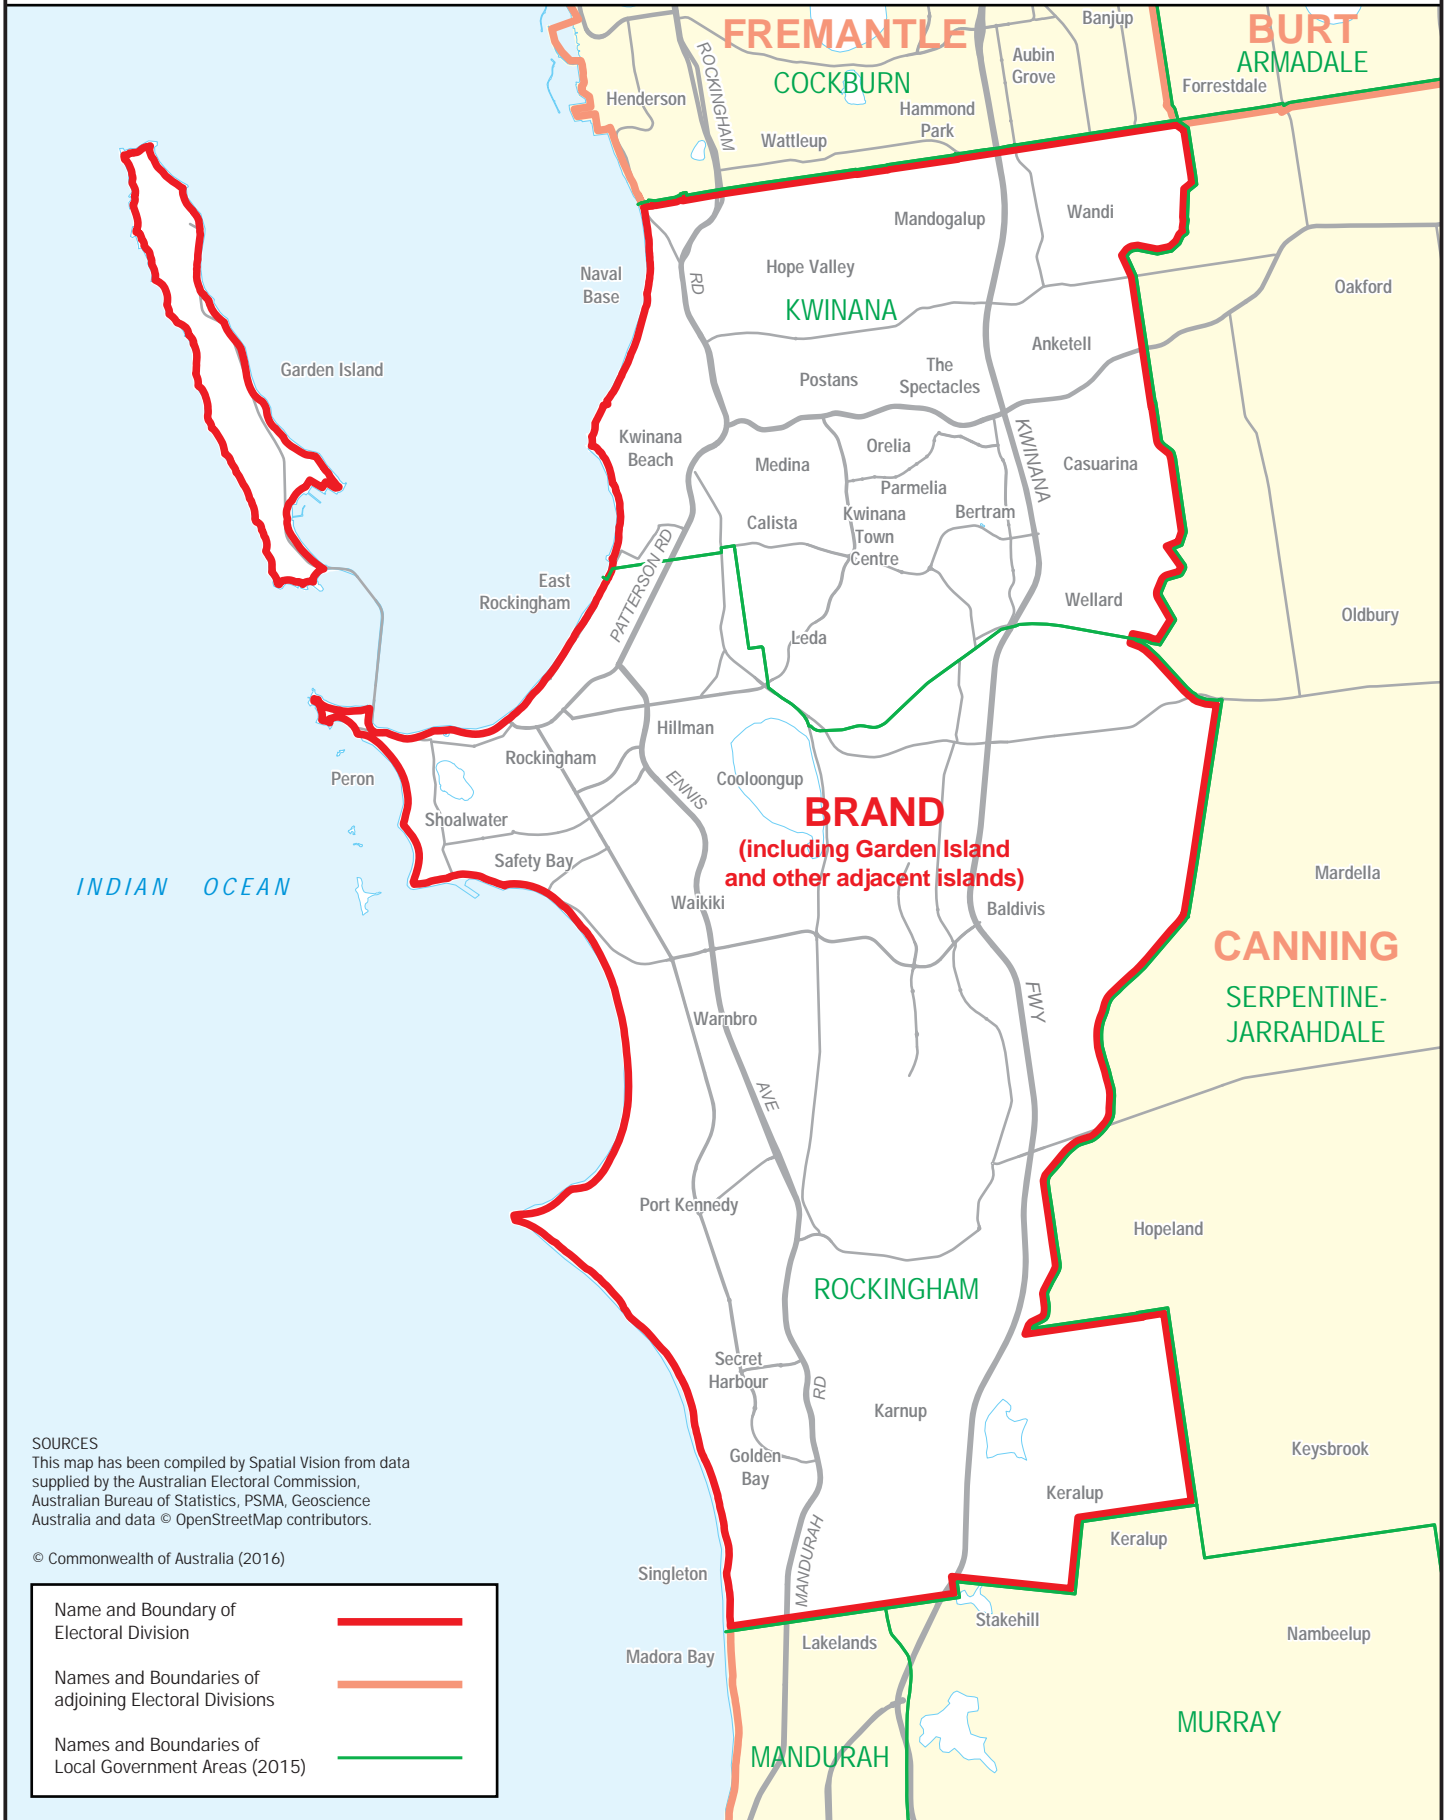 FREMANTLE
COCKBURN
BURT
ARMADALE
Banjup
Aubin
Grove
Forrestdale
Henderson
ROCKINGHAM
Hammond
Park
Wattleup
Mandogalup
Wandi
Naval
Base
Hope Valley
RD
KWINANA
Oakford
Garden Island
Anketell
Postans
The
Spectacles
Kwinana
Beach
Medina
Orelia
KWINANA
Casuarina
Parmelia
Calista
Kwinana
Town
Centre
Bertram
PATTERSON RD
East
Rockingham
Wellard
Oldbury
Leda
Hillman
Rockingham
Peron
ENNIS
Cooloongup
Shoalwater
BRAND
(including Garden Island
and other adjacent islands)
Safety Bay
Mardella
INDIAN OCEAN
Waikiki
Baldivis
CANNING
SERPENTINE-
JARRAHDALE
FWY
Warnbro
AVE
Port Kennedy
Hopeland
ROCKINGHAM
Secret
Harbour
RD
Karnup
Golden
Bay
Keysbrook
Keralup
Keralup
MANDURAH
Singleton
Stakehill
Lakelands
Madora Bay
Nambeelup
MURRAY
MANDURAH
SOURCES
This map has been compiled by Spatial Vision from data
supplied by the Australian Electoral Commission,
Australian Bureau of Statistics, PSMA, Geoscience
Australia and data © OpenStreetMap contributors.
© Commonwealth of Australia (2016)
Name and Boundary of
Electoral Division
Names and Boundaries of
adjoining Electoral Divisions
Names and Boundaries of
Local Government Areas (2015)